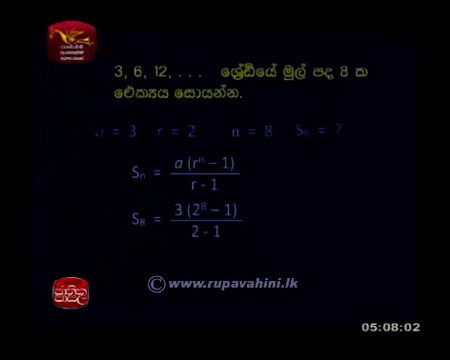 3, 6, 12, . . . ශ්‍රේඪියේ මුල් පද 8 ක
ඓක්‍යය සොයන්න.
a = 3 r = 2 n = 8 S₈ = ?
Sₙ = a (rⁿ – 1) / r - 1
S₈ = 3 (2⁸ – 1) / 2 - 1
© www.rupavahini.lk
05:08:02